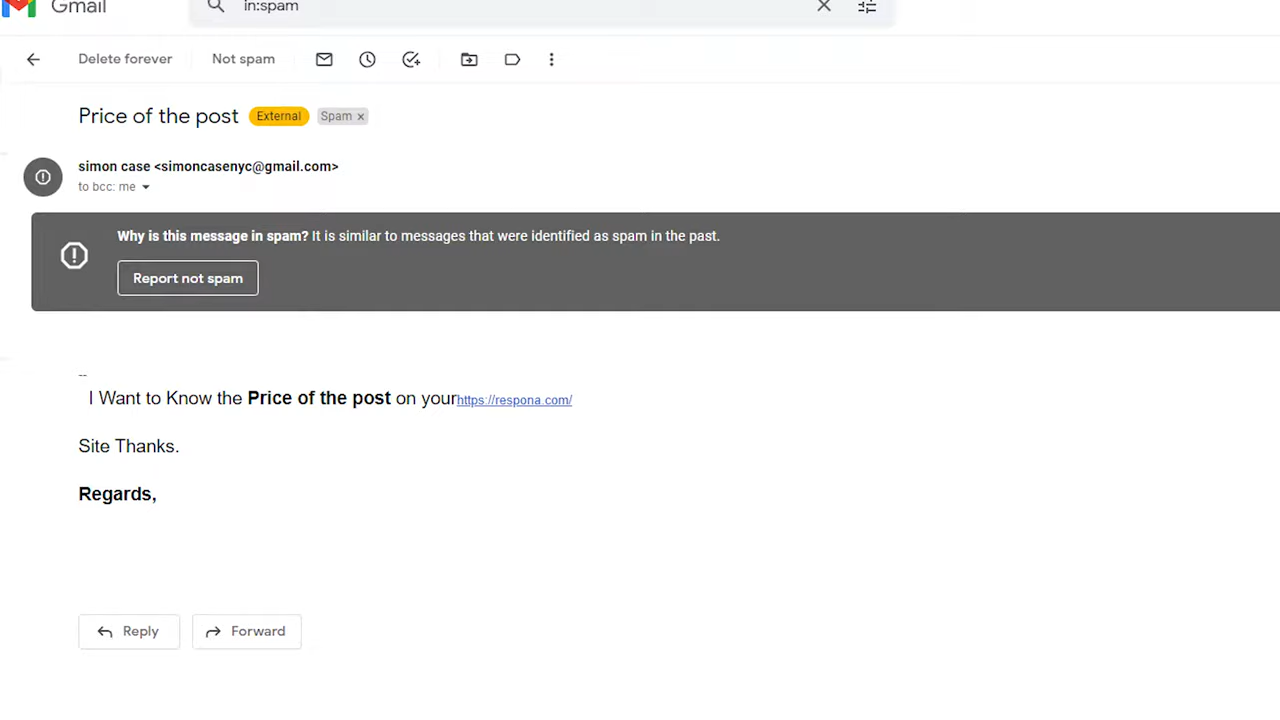 Gmail
in:spam
Delete forever Not spam
Price of the post External Spam ×
simon case <simoncasenyc@gmail.com>
to bcc: me
Why is this message in spam? It is similar to messages that were identified as spam in the past.
Report not spam
--
I Want to Know the Price of the post on yourhttps://respona.com/
Site Thanks.
Regards,
Reply Forward